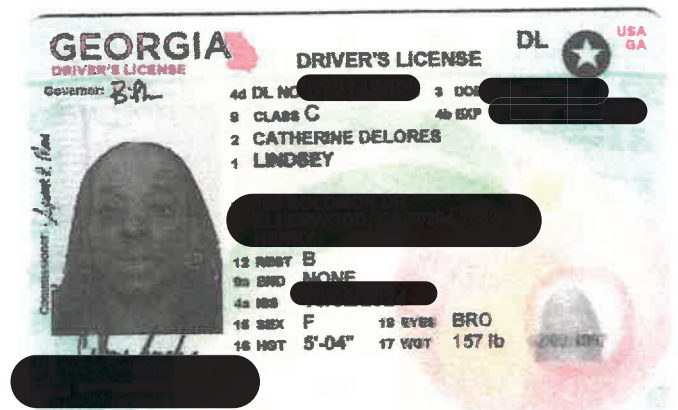 GEORGIA
DRIVER'S LICENSE
DRIVER'S LICENSE
DL
USA
GA
Governor:
4d DL NO
3 DOB
9 CLASS C
4b EXP
2 CATHERINE DELORES
1 LINDSEY
Commissioner:
12 REST B
9a END NONE
4a ISS
15 SEX F
18 EYES BRO
16 HGT 5'-04"
17 WGT 157 lb